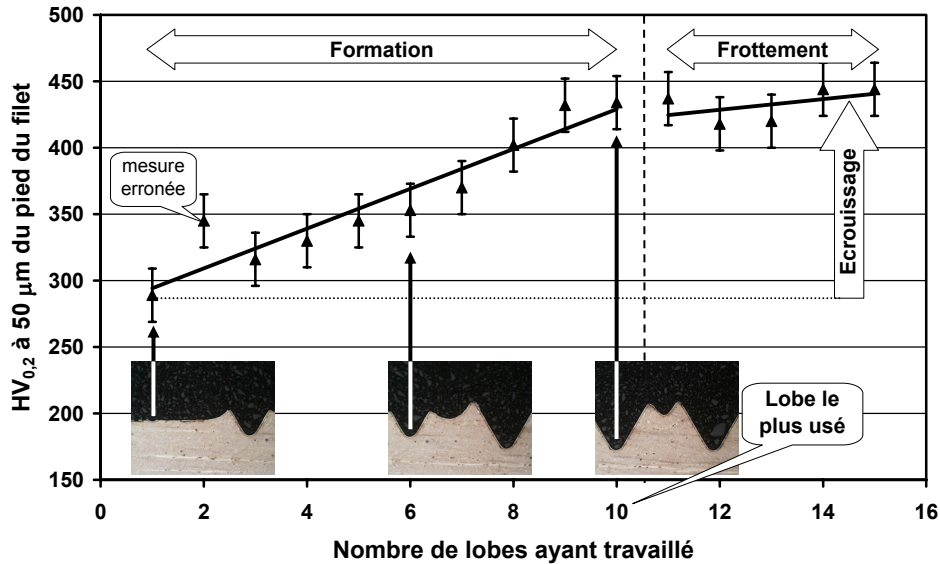 500
450
400
350
300
250
200
150
HV0,2 à 50 µm du pied du filet
Formation
Frottement
mesure
erronée
Ecrouissage
Lobe le
plus usé
0 2 4 6 8 10 12 14 16
Nombre de lobes ayant travaillé